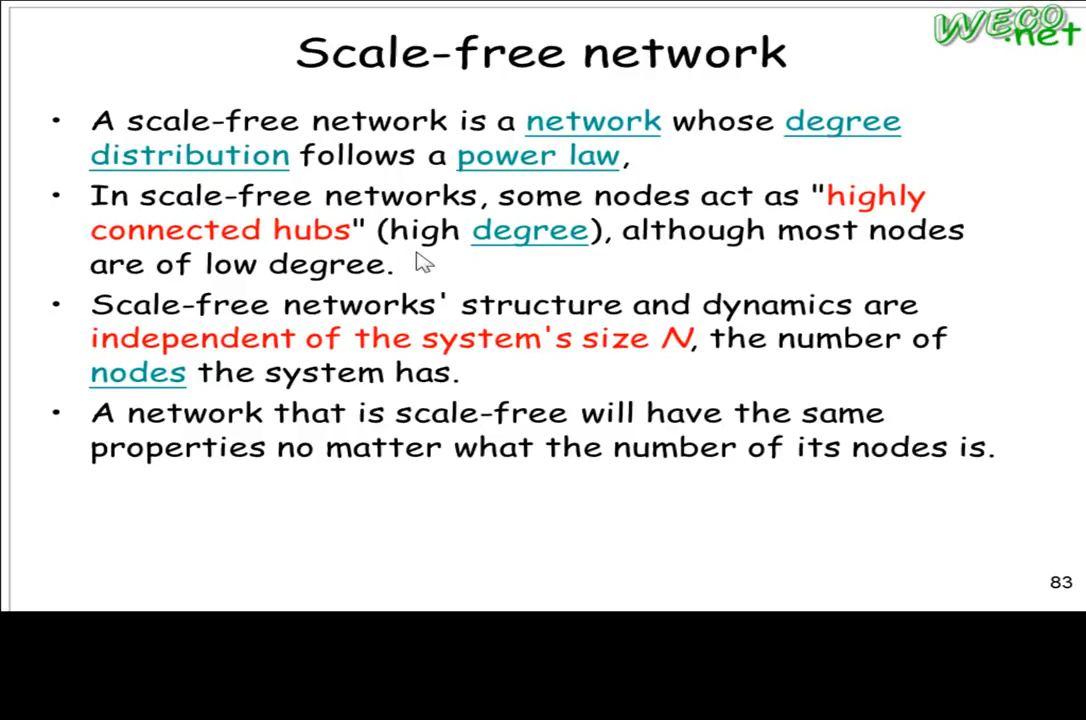 WECO
.net
Scale-free network
• A scale-free network is a network whose degree
distribution follows a power law,
• In scale-free networks, some nodes act as "highly
connected hubs" (high degree), although most nodes
are of low degree.
• Scale-free networks' structure and dynamics are
independent of the system's size N, the number of
nodes the system has.
• A network that is scale-free will have the same
properties no matter what the number of its nodes is.
83